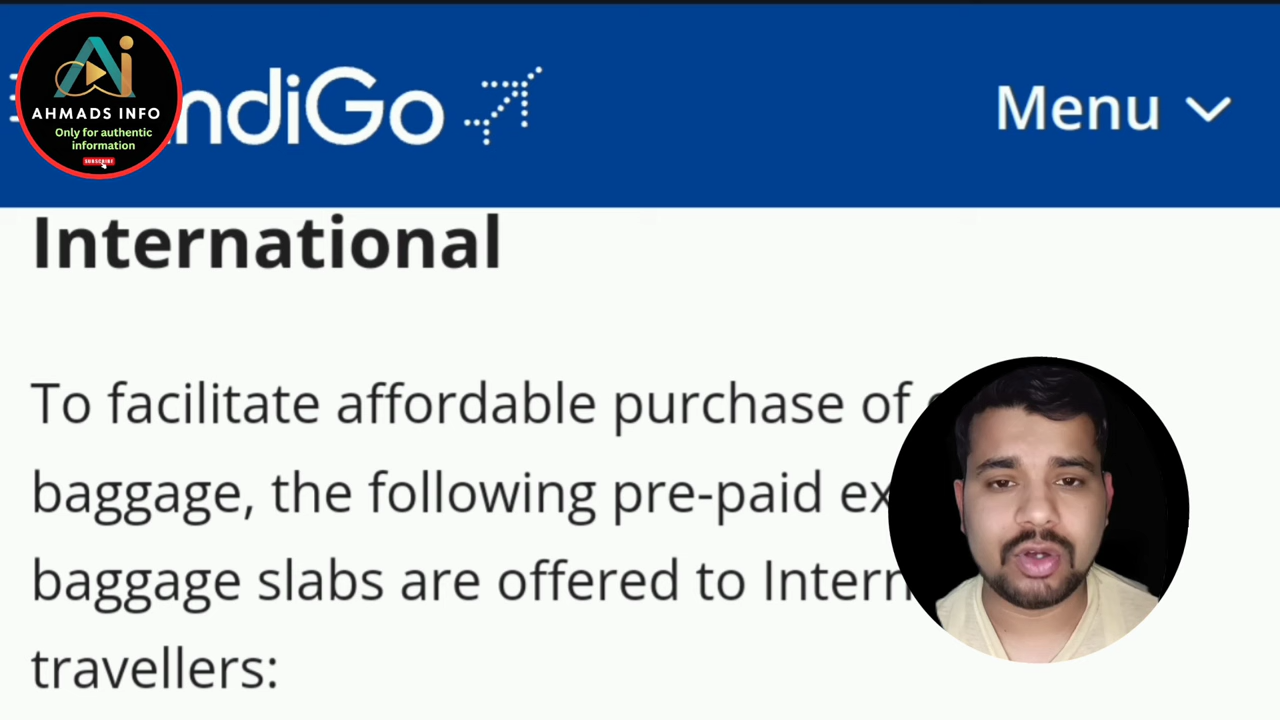 AHMADS INFO
Only for authentic
information
SUBSCRIBE
ndiGo
Menu
International
To facilitate affordable purchase of
baggage, the following pre-paid ex
baggage slabs are offered to Intern
travellers: